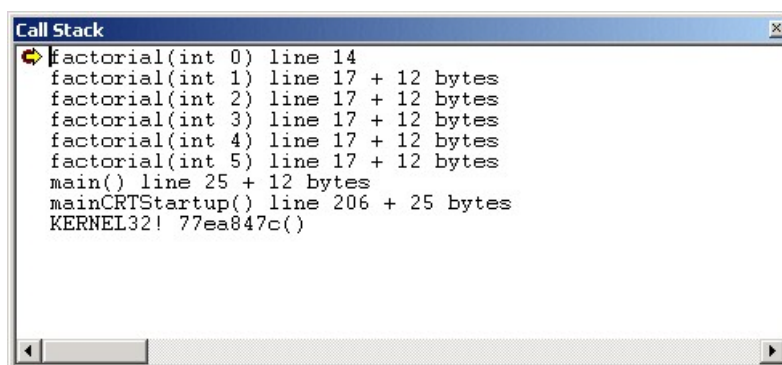 Call Stack
factorial(int 0) line 14
factorial(int 1) line 17 + 12 bytes
factorial(int 2) line 17 + 12 bytes
factorial(int 3) line 17 + 12 bytes
factorial(int 4) line 17 + 12 bytes
factorial(int 5) line 17 + 12 bytes
main() line 25 + 12 bytes
mainCRTStartup() line 206 + 25 bytes
KERNEL32! 77ea847c()